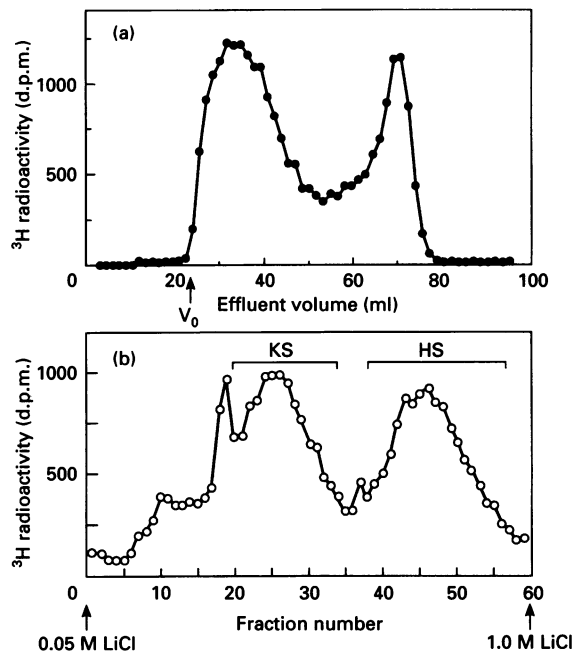 (a)
1000
500
0
³H radioactivity (d.p.m.)
20 40 60 80 100
Effluent volume (ml)
V₀
(b)
KS HS
1000
500
0
³H radioactivity (d.p.m.)
10 20 30 40 50 60
Fraction number
0.05 M LiCl 1.0 M LiCl